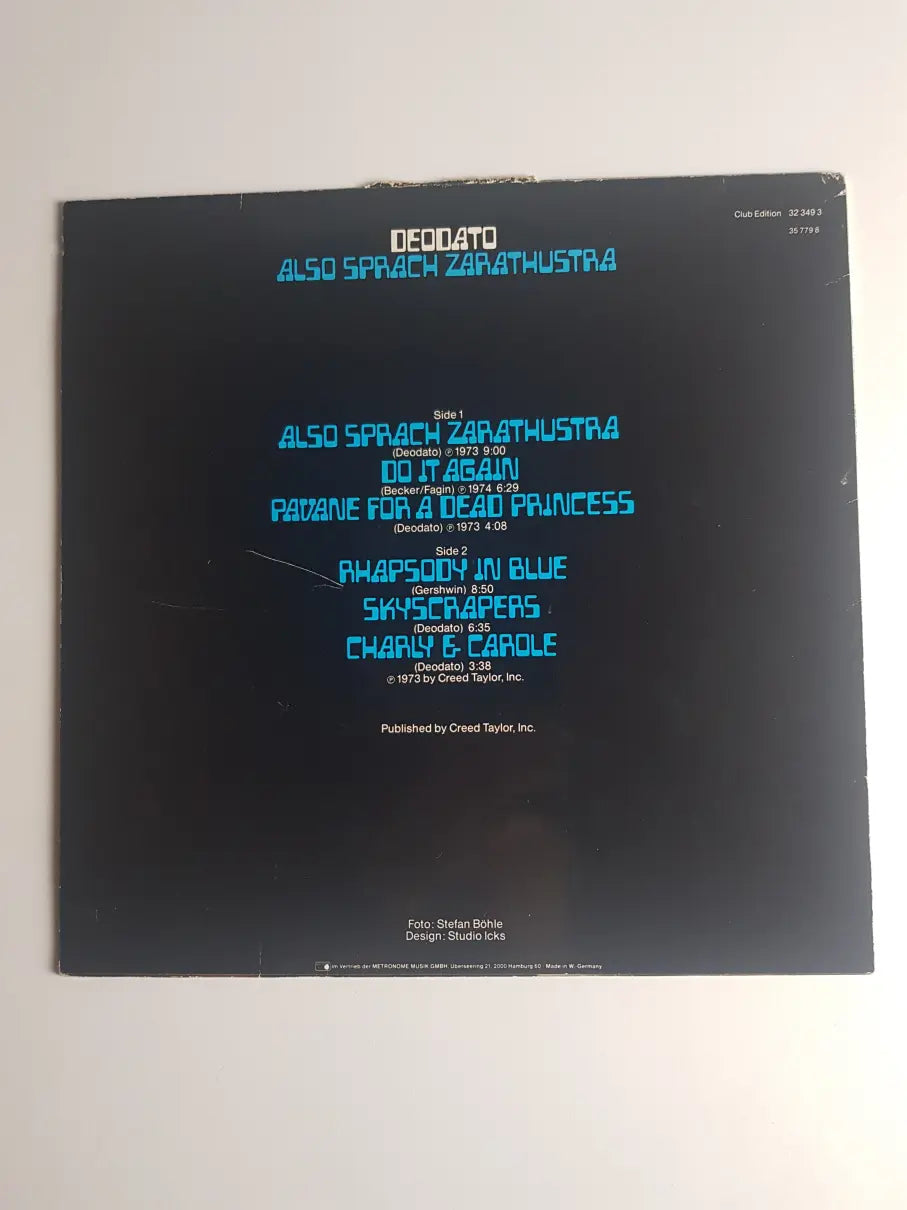 Club Edition 32 349 3
35 779 8
DEODATO
ALSO SPRACH ZARATHUSTRA
Side 1
ALSO SPRACH ZARATHUSTRA
(Deodato) ℗ 1973 9:00
DO IT AGAIN
(Becker/Fagin) ℗ 1974 6:29
PAVANE FOR A DEAD PRINCESS
(Deodato) ℗ 1973 4:08
Side 2
RHAPSODY IN BLUE
(Gershwin) 8:50
SKYSCRAPERS
(Deodato) 6:35
CHARLY & CAROLE
(Deodato) 3:38
℗ 1973 by Creed Taylor, Inc.
Published by Creed Taylor, Inc.
Foto: Stefan Böhle
Design: Studio Icks
Im Vertrieb der METRONOME MUSIK GMBH, Überseering 21, 2000 Hamburg 60 · Made in W. Germany